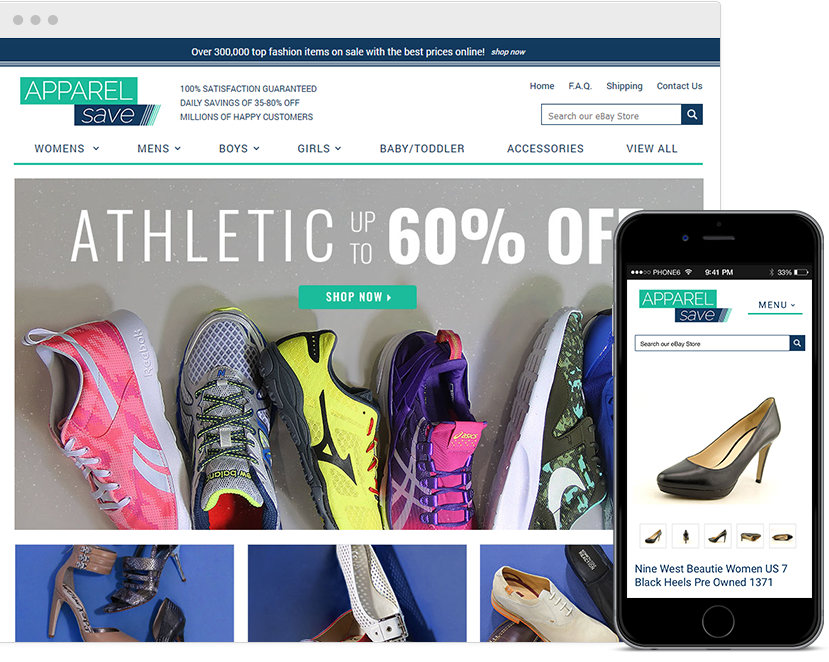 Over 300,000 top fashion items on sale with the best prices online! shop now
APPAREL
save
100% SATISFACTION GUARANTEED
DAILY SAVINGS OF 35-80% OFF
MILLIONS OF HAPPY CUSTOMERS
Home F.A.Q. Shipping Contact Us
Search our eBay Store
WOMENS MENS BOYS GIRLS BABY/TODDLER ACCESSORIES VIEW ALL
ATHLETIC UP TO 60% OF
SHOP NOW
Reebok
new balance
asics
PHONE6 9:41 PM 33%
APPAREL
save
MENU
Search our eBay Store
Nine West Beautie Women US 7
Black Heels Pre Owned 1371